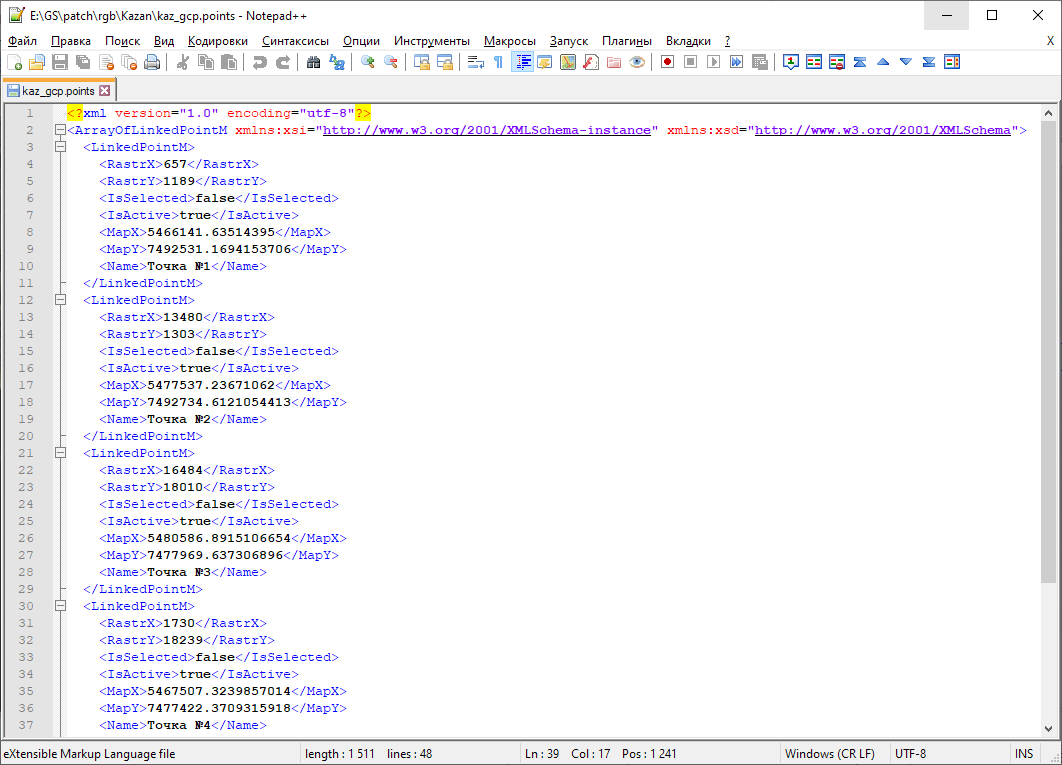 E:\GS\patch\rgb\Kazan\kaz_gcp.points - Notepad++
Файл Правка Поиск Вид Кодировки Синтаксисы Опции Инструменты Макросы Запуск Плагины Вкладки ? X
kaz_gcp.points
1 <?xml version="1.0" encoding="utf-8"?>
2 <ArrayOfLinkedPointM xmlns:xsi="http://www.w3.org/2001/XMLSchema-instance" xmlns:xsd="http://www.w3.org/2001/XMLSchema">
3 <LinkedPointM>
4 <RastrX>657</RastrX>
5 <RastrY>1189</RastrY>
6 <IsSelected>false</IsSelected>
7 <IsActive>true</IsActive>
8 <MapX>5466141.63514395</MapX>
9 <MapY>7492531.1694153706</MapY>
10 <Name>Точка №1</Name>
11 </LinkedPointM>
12 <LinkedPointM>
13 <RastrX>13480</RastrX>
14 <RastrY>1303</RastrY>
15 <IsSelected>false</IsSelected>
16 <IsActive>true</IsActive>
17 <MapX>5477537.23671062</MapX>
18 <MapY>7492734.6121054413</MapY>
19 <Name>Точка №2</Name>
20 </LinkedPointM>
21 <LinkedPointM>
22 <RastrX>16484</RastrX>
23 <RastrY>18010</RastrY>
24 <IsSelected>false</IsSelected>
25 <IsActive>true</IsActive>
26 <MapX>5480586.8915106654</MapX>
27 <MapY>7477969.637306896</MapY>
28 <Name>Точка №3</Name>
29 </LinkedPointM>
30 <LinkedPointM>
31 <RastrX>1730</RastrX>
32 <RastrY>18239</RastrY>
33 <IsSelected>false</IsSelected>
34 <IsActive>true</IsActive>
35 <MapX>5467507.3239857014</MapX>
36 <MapY>7477422.3709315918</MapY>
37 <Name>Точка №4</Name>
eXtensible Markup Language file length : 1 511 lines : 48 Ln : 39 Col : 17 Pos : 1 241 Windows (CR LF) UTF-8 INS